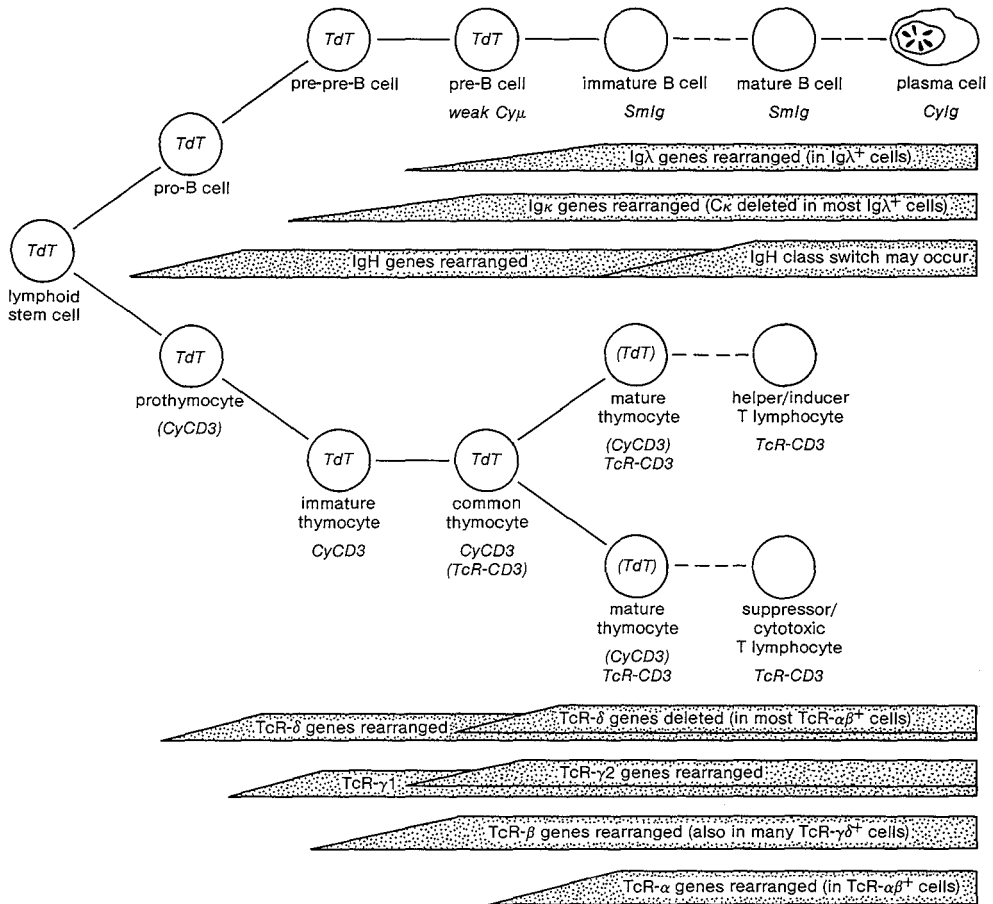 TdT
TdT
pre-pre-B cell
pre-B cell
immature B cell
mature B cell
plasma cell
weak Cyμ
SmIg
SmIg
CyIg
TdT
pro-B cell
Igλ genes rearranged (in Igλ+ cells)
Igκ genes rearranged (Cκ deleted in most Igλ+ cells)
TdT
lymphoid
stem cell
IgH genes rearranged
IgH class switch may occur
TdT
prothymocyte
(CyCD3)
(TdT)
mature
thymocyte
(CyCD3)
TcR-CD3
helper/inducer
T lymphocyte
TcR-CD3
TdT
immature
thymocyte
CyCD3
TdT
common
thymocyte
CyCD3
(TcR-CD3)
(TdT)
mature
thymocyte
(CyCD3)
TcR-CD3
suppressor/
cytotoxic
T lymphocyte
TcR-CD3
TcR-δ genes rearranged
TcR-δ genes deleted (in most TcR-αβ+ cells)
TcR-γ1
TcR-γ2 genes rearranged
TcR-β genes rearranged (also in many TcR-γδ+ cells)
TcR-α genes rearranged (in TcR-αβ+ cells)